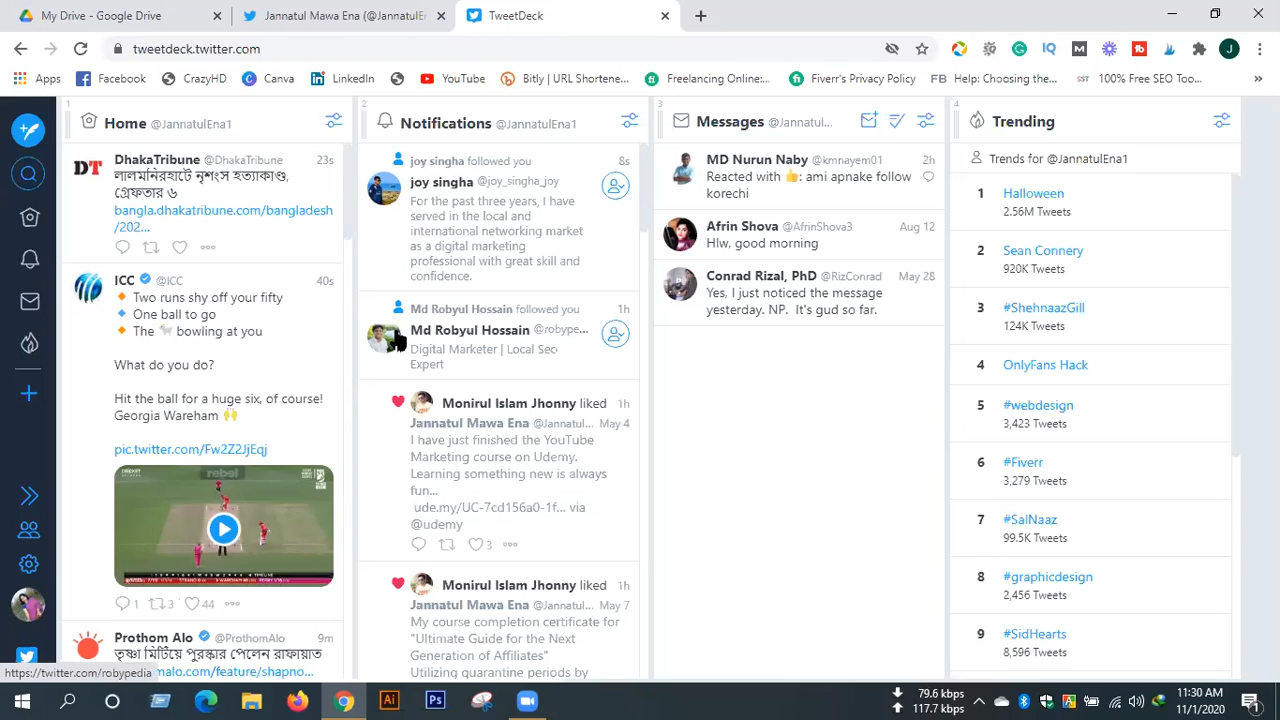 My Drive - Google Drive
Jannatul Mawa Ena (@JannatulEn
TweetDeck
tweetdeck.twitter.com
Apps
Facebook
CrazyHD
Canva
LinkedIn
YouTube
Bitly | URL Shortene...
Freelancing Online:...
Fiverr's Privacy Policy
FB Help: Choosing the...
SST 100% Free SEO Too...
1
Home @JannatulEna1
DhakaTribune @DhakaTribune 23s
লালমনিরহাটে নৃশংস হত্যাকাণ্ড,
গ্রেফতার ৬
bangla.dhakatribune.com/bangladesh
/202...
ICC @ICC 40s
Two runs shy off your fifty
One ball to go
The bowling at you
What do you do?
Hit the ball for a huge six, of course!
Georgia Wareham
pic.twitter.com/Fw2Z2JjEqj
rebel
1 3 44
Prothom Alo @ProthomAlo 9m
তৃষ্ণা মিটিয়ে পুরস্কার পেলেন রাফায়াত
malo.com/feature/shapno...
https://twitter.com/robypedia
2
Notifications @JannatulEna1
joy singha followed you 8s
joy singha @joy_singha_joy
For the past three years, I have
served in the local and
international networking market
as a digital marketing
professional with great skill and
confidence.
Md Robyul Hossain followed you 1h
Md Robyul Hossain @robype...
Digital Marketer | Local Seo
Expert
Monirul Islam Jhonny liked 1h
Jannatul Mawa Ena @Jannatul... May 4
I have just finished the YouTube
Marketing course on Udemy.
Learning something new is always
fun...
ude.my/UC-7cd156a0-1f... via
@udemy
3
Monirul Islam Jhonny liked 1h
Jannatul Mawa Ena @Jannatul... May 7
My course completion certificate for
"Ultimate Guide for the Next
Generation of Affiliates"
Utilizing quarantine periods by
3
Messages @Jannatul...
MD Nurun Naby @kmnayem01 2h
Reacted with 👍: ami apnake follow
korechi
Afrin Shova @AfrinShova3 Aug 12
Hlw, good morning
Conrad Rizal, PhD @RizConrad May 28
Yes, I just noticed the message
yesterday. NP. It's gud so far.
4
Trending
Trends for @JannatulEna1
1 Halloween
2.56M Tweets
2 Sean Connery
920K Tweets
3 #ShehnaazGill
124K Tweets
4 OnlyFans Hack
5 #webdesign
3,423 Tweets
6 #Fiverr
3,279 Tweets
7 #SalNaaz
99.5K Tweets
8 #graphicdesign
2,456 Tweets
9 #SidHearts
8,596 Tweets
79.6 kbps
117.7 kbps
11:30 AM
11/1/2020